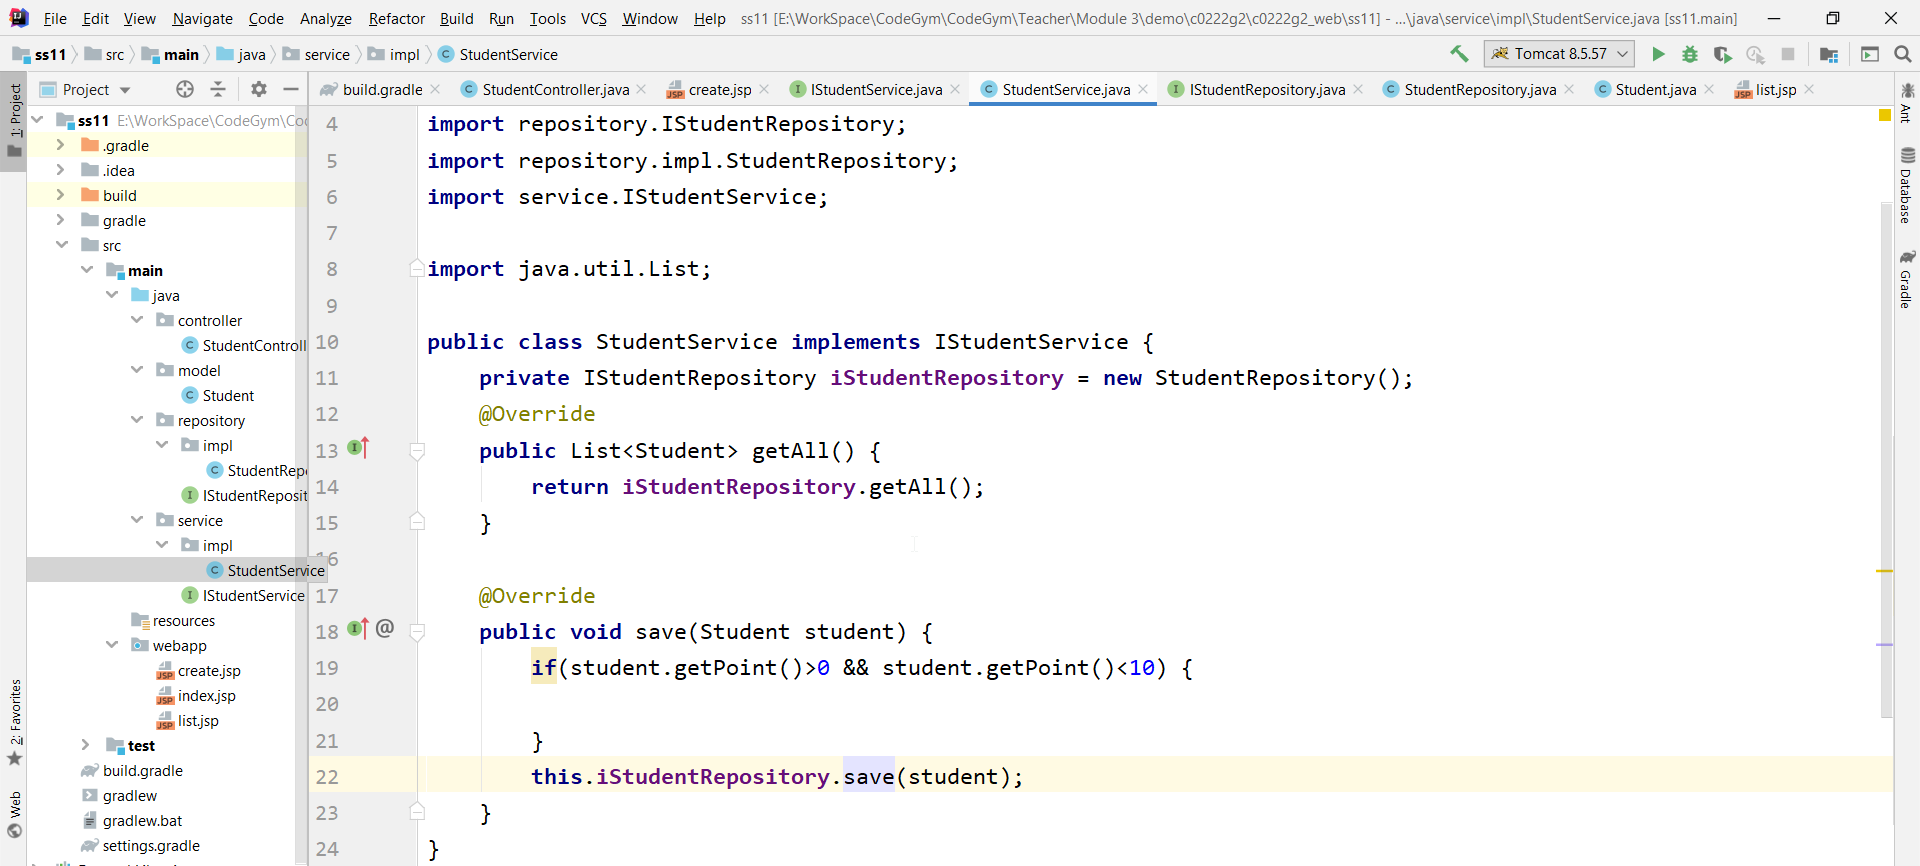 File Edit View Navigate Code Analyze Refactor Build Run Tools VCS Window Help ss11 [E:\WorkSpace\CodeGym\CodeGym\Teacher\Module 3\demo\c0222g2\c0222g2_web\ss11] - ...\java\service\impl\StudentService.java [ss11.main]
ss11 src main java service impl StudentService Tomcat 8.5.57
Project build.gradle StudentController.java create.jsp IStudentService.java StudentService.java IStudentRepository.java StudentRepository.java Student.java list.jsp
1: Project
2: Favorites
Web
Ant
Database
Gradle
ss11 E:\WorkSpace\CodeGym\Coc
.gradle
.idea
build
gradle
src
main
java
controller
StudentControll
model
Student
repository
impl
StudentRepo
IStudentReposit
service
impl
StudentService
IStudentService
resources
webapp
create.jsp
index.jsp
list.jsp
test
build.gradle
gradlew
gradlew.bat
settings.gradle
4 import repository.IStudentRepository;
5 import repository.impl.StudentRepository;
6 import service.IStudentService;
7
8 import java.util.List;
9
10 public class StudentService implements IStudentService {
11 private IStudentRepository iStudentRepository = new StudentRepository();
12 @Override
13 public List<Student> getAll() {
14 return iStudentRepository.getAll();
15 }
16
17 @Override
18 @ public void save(Student student) {
19 if(student.getPoint()>0 && student.getPoint()<10) {
20
21 }
22 this.iStudentRepository.save(student);
23 }
24 }